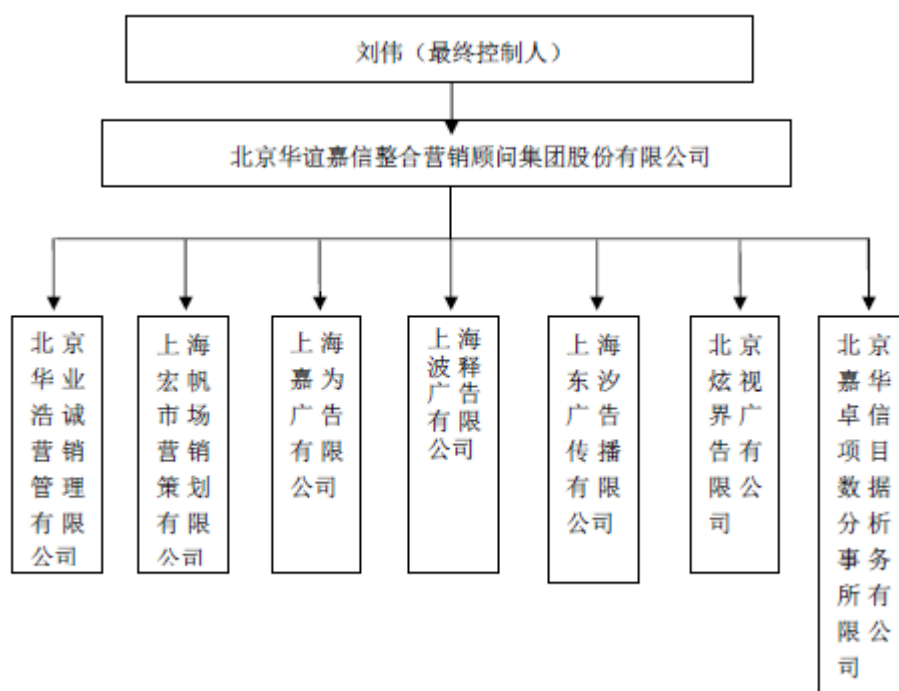 刘伟（最终控制人）
北京华谊嘉信整合营销顾问集团股份有限公司
北京
华业
浩诚
营销
管理
有限
公司
上海
宏帆
市场
营销
策划
有限
公司
上海
嘉为
广告
有限
公司
上海
波释
广告
有限
公司
上海
东汐
广告
传播
有限
公司
北京
炫视
界广
告有
限公
司
北京
嘉华
卓信
项目
数据
分析
事务
所有
限公
司